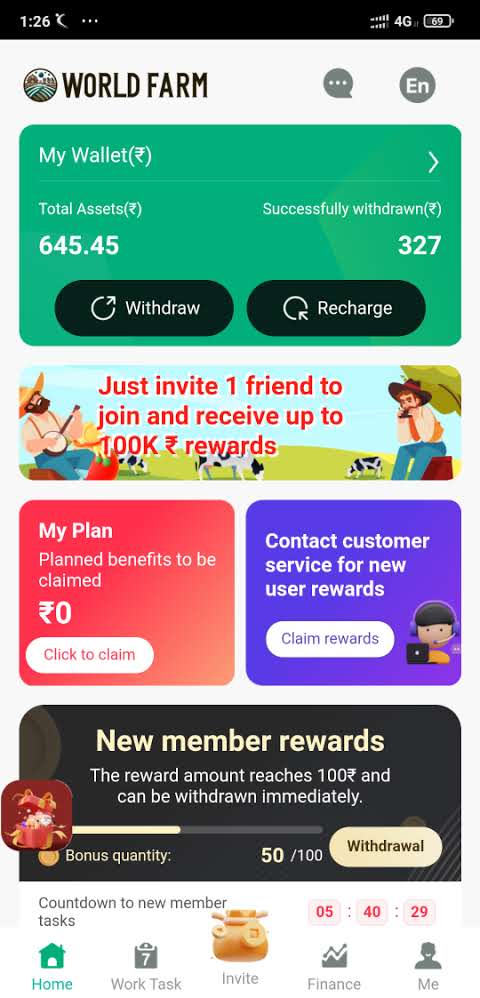 1:26
4G 69
WORLD FARM
En
My Wallet(₹)
Total Assets(₹) Successfully withdrawn(₹)
645.45 327
Withdraw Recharge
Just invite 1 friend to
join and receive up to
100K ₹ rewards
My Plan
Planned benefits to be
claimed
₹0
Click to claim
Contact customer
service for new
user rewards
Claim rewards
New member rewards
The reward amount reaches 100₹ and
can be withdrawn immediately.
Bonus quantity: 50 /100 Withdrawal
Countdown to new member
tasks
05 : 40 : 29
7
Home Work Task Invite Finance Me